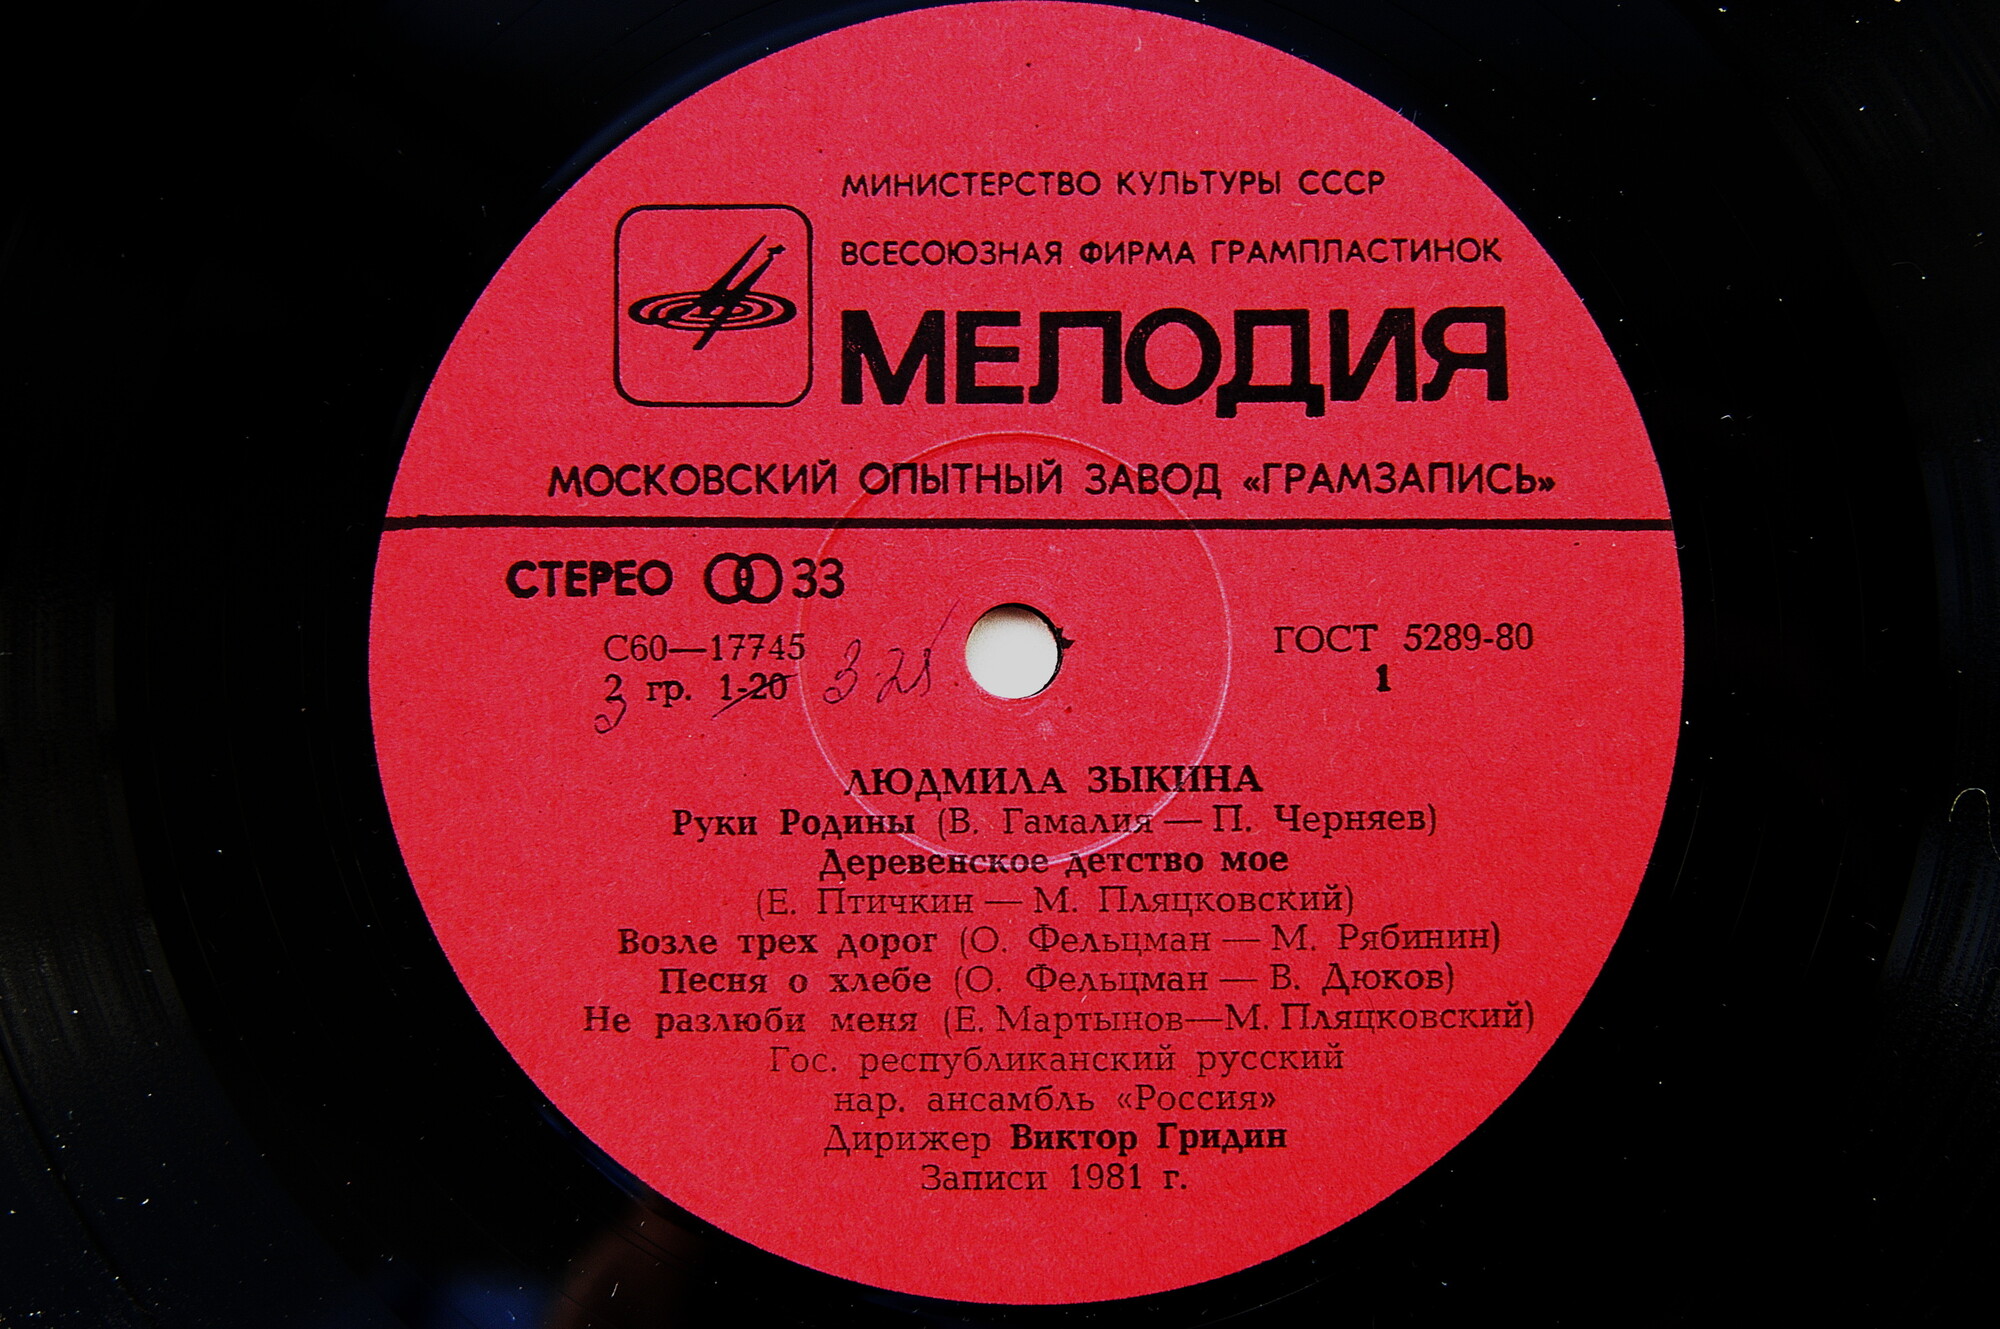 МИНИСТЕРСТВО КУЛЬТУРЫ СССР
ВСЕСОЮЗНАЯ ФИРМА ГРАМПЛАСТИНОК
МЕЛОДИЯ
МОСКОВСКИЙ ОПЫТНЫЙ ЗАВОД «ГРАМЗАПИСЬ»
СТЕРЕО 33
С60—17745
ГОСТ 5289-80
2 гр. 1-20 3-25
3
1
ЛЮДМИЛА ЗЫКИНА
Руки Родины (В. Гамалия — П. Черняев)
Деревенское детство мое
(Е. Птичкин — М. Пляцковский)
Возле трех дорог (О. Фельцман — М. Рябинин)
Песня о хлебе (О. Фельцман — В. Дюков)
Не разлюби меня (Е. Мартынов—М. Пляцковский)
Гос. республиканский русский
нар. ансамбль «Россия»
Дирижер Виктор Гридин
Записи 1981 г.